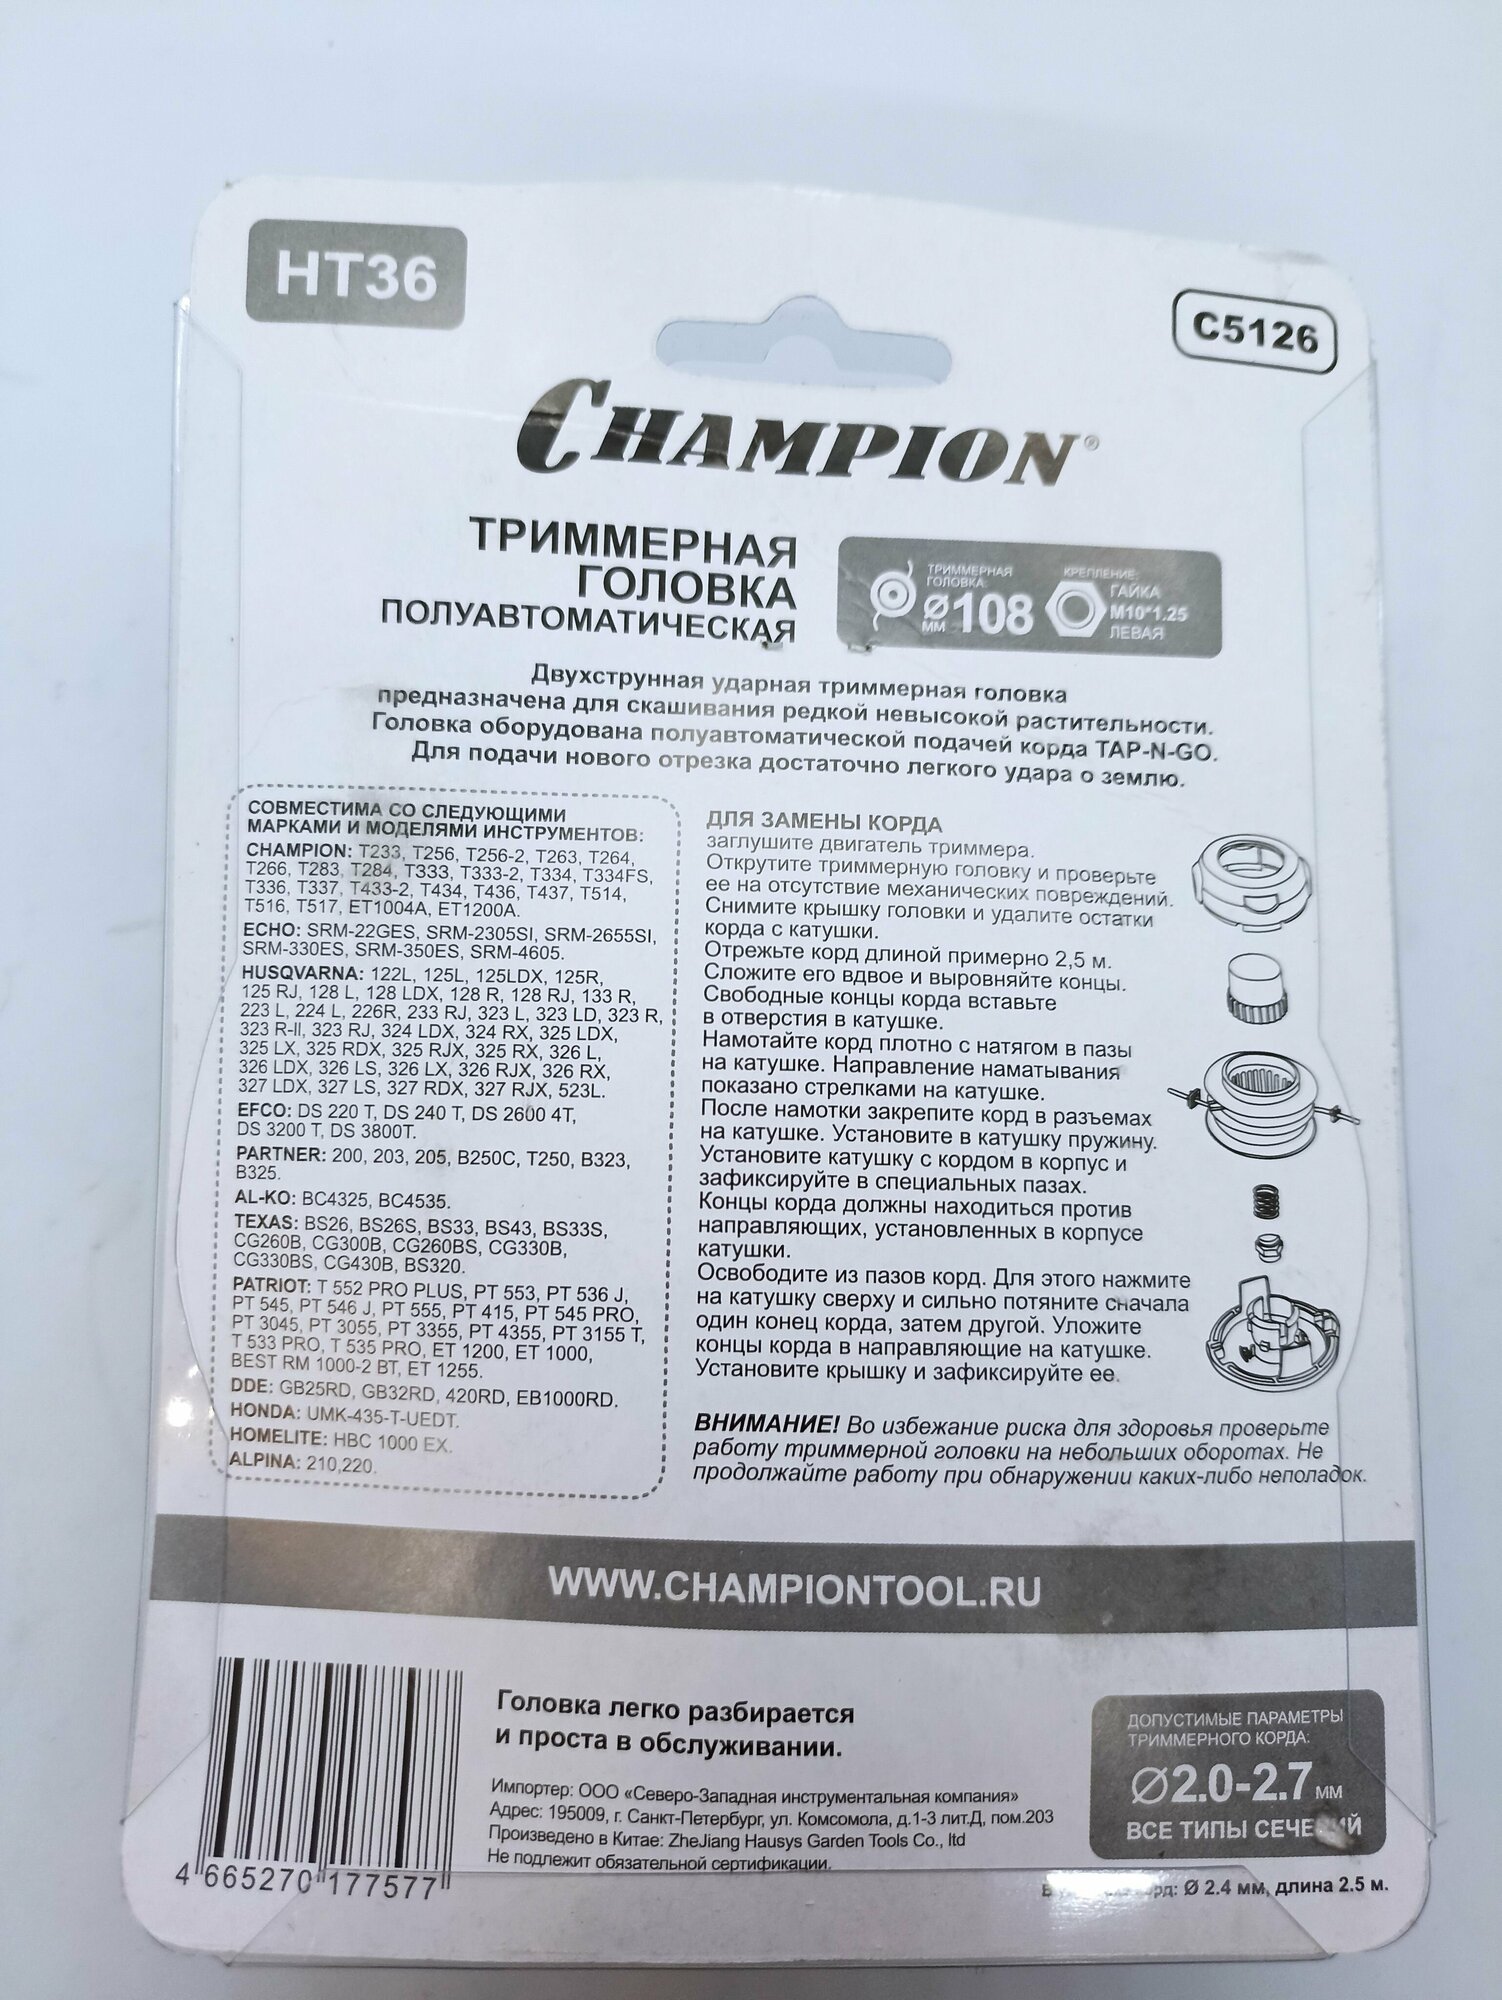 НТ36
С5126
CHAMPION®
ТРИММЕРНАЯ
ГОЛОВКА
ПОЛУАВТОМАТИЧЕСКАЯ
ТРИММЕРНАЯ
ГОЛОВКА:
Ø108
ММ
КРЕПЛЕНИЕ:
ГАЙКА
М10*1.25
ЛЕВАЯ
Двухструнная ударная триммерная головка
предназначена для скашивания редкой невысокой растительности.
Головка оборудована полуавтоматической подачей корда TAP-N-GO.
Для подачи нового отрезка достаточно легкого удара о землю.
СОВМЕСТИМА СО СЛЕДУЮЩИМИ
МАРКАМИ И МОДЕЛЯМИ ИНСТРУМЕНТОВ:
CHAMPION: T233, T256, T256-2, T263, T264,
T266, T283, T284, T333, T333-2, T334, T334FS,
T336, T337, T433-2, T434, T436, T437, T514,
T516, T517, ET1004A, ET1200A.
ECHO: SRM-22GES, SRM-2305SI, SRM-2655SI,
SRM-330ES, SRM-350ES, SRM-4605.
HUSQVARNA: 122L, 125L, 125LDX, 125R,
125 RJ, 128 L, 128 LDX, 128 R, 128 RJ, 133 R,
223 L, 224 L, 226R, 233 RJ, 323 L, 323 LD, 323 R,
323 R-II, 323 RJ, 324 LDX, 324 RX, 325 LDX,
325 LX, 325 RDX, 325 RJX, 325 RX, 326 L,
326 LDX, 326 LS, 326 LX, 326 RJX, 326 RX,
327 LDX, 327 LS, 327 RDX, 327 RJX, 523L.
EFCO: DS 220 T, DS 240 T, DS 2600 4T,
DS 3200 T, DS 3800T.
PARTNER: 200, 203, 205, B250C, T250, B323,
B325.
AL-KO: BC4325, BC4535.
TEXAS: BS26, BS26S, BS33, BS43, BS33S,
CG260B, CG300B, CG260BS, CG330B,
CG330BS, CG430B, BS320.
PATRIOT: T 552 PRO PLUS, PT 553, PT 536 J,
PT 545, PT 546 J, PT 555, PT 415, PT 545 PRO,
PT 3045, PT 3055, PT 3355, PT 4355, PT 3155 T,
T 533 PRO, T 535 PRO, ET 1200, ET 1000,
BEST RM 1000-2 BT, ET 1255.
DDE: GB25RD, GB32RD, 420RD, EB1000RD.
HONDA: UMK-435-T-UEDT.
HOMELITE: HBC 1000 EX.
ALPINA: 210,220.
ДЛЯ ЗАМЕНЫ КОРДА
заглушите двигатель триммера.
Открутите триммерную головку и проверьте
ее на отсутствие механических повреждений.
Снимите крышку головки и удалите остатки
корда с катушки.
Отрежьте корд длиной примерно 2,5 м.
Сложите его вдвое и выровняйте концы.
Свободные концы корда вставьте
в отверстия в катушке.
Намотайте корд плотно с натягом в пазы
на катушке. Направление наматывания
показано стрелками на катушке.
После намотки закрепите корд в разъемах
на катушке. Установите в катушку пружину.
Установите катушку с кордом в корпус и
зафиксируйте в специальных пазах.
Концы корда должны находиться против
направляющих, установленных в корпусе
катушки.
Освободите из пазов корд. Для этого нажмите
на катушку сверху и сильно потяните сначала
один конец корда, затем другой. Уложите
концы корда в направляющие на катушке.
Установите крышку и зафиксируйте ее.
ВНИМАНИЕ! Во избежание риска для здоровья проверьте
работу триммерной головки на небольших оборотах. Не
продолжайте работу при обнаружении каких-либо неполадок.
WWW.CHAMPIONTOOL.RU
4 665270 177577
Головка легко разбирается
и проста в обслуживании.
Импортер: ООО «Северо-Западная инструментальная компания»
Адрес: 195009, г. Санкт-Петербург, ул. Комсомола, д.1-3 лит.Д, пом.203
Произведено в Китае: ZheJiang Hausys Garden Tools Co., ltd
Не подлежит обязательной сертификации.
ДОПУСТИМЫЕ ПАРАМЕТРЫ
ТРИММЕРНОГО КОРДА:
Ø2.0-2.7 ММ
ВСЕ ТИПЫ
Ø 2.4 мм, длина 2.5 м.